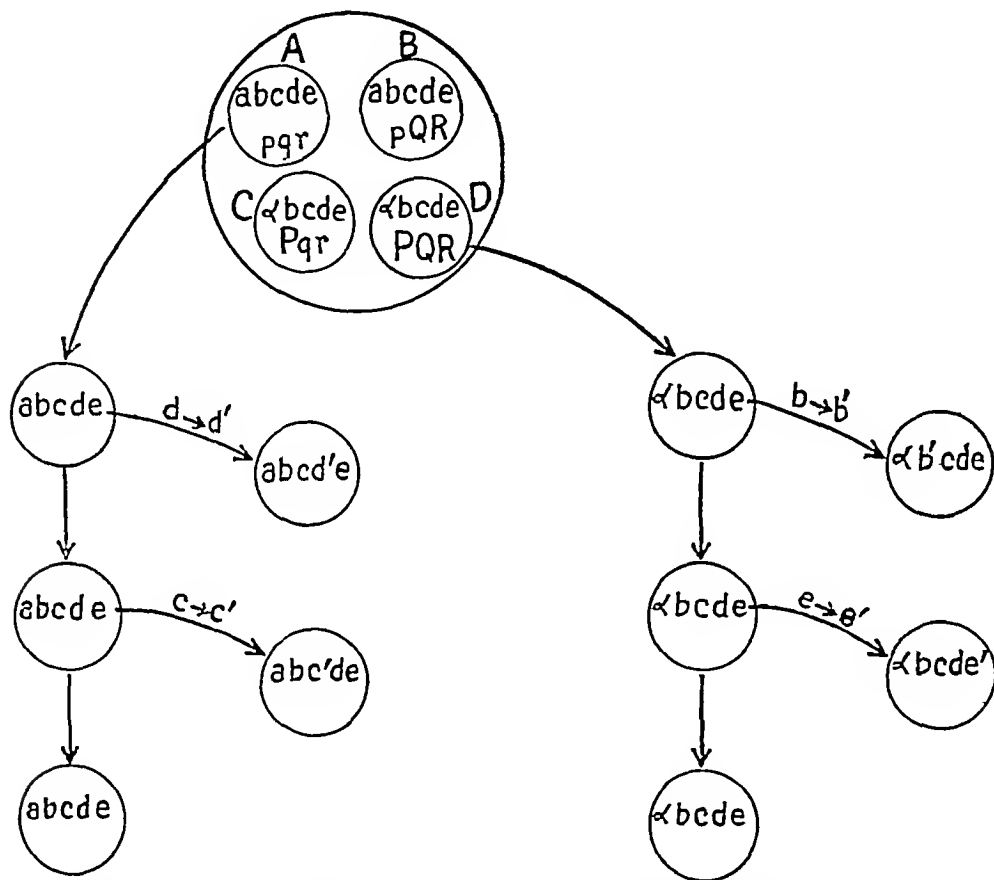 A B
abcde abcde
pqr pQR
C αbcde αbcde D
Pqr PQR
abcde d→d' abcd'e
αbcde b→b' αb'cde
abcde c→c' abc'de
αbcde e→e' αbcde'
abcde
αbcde